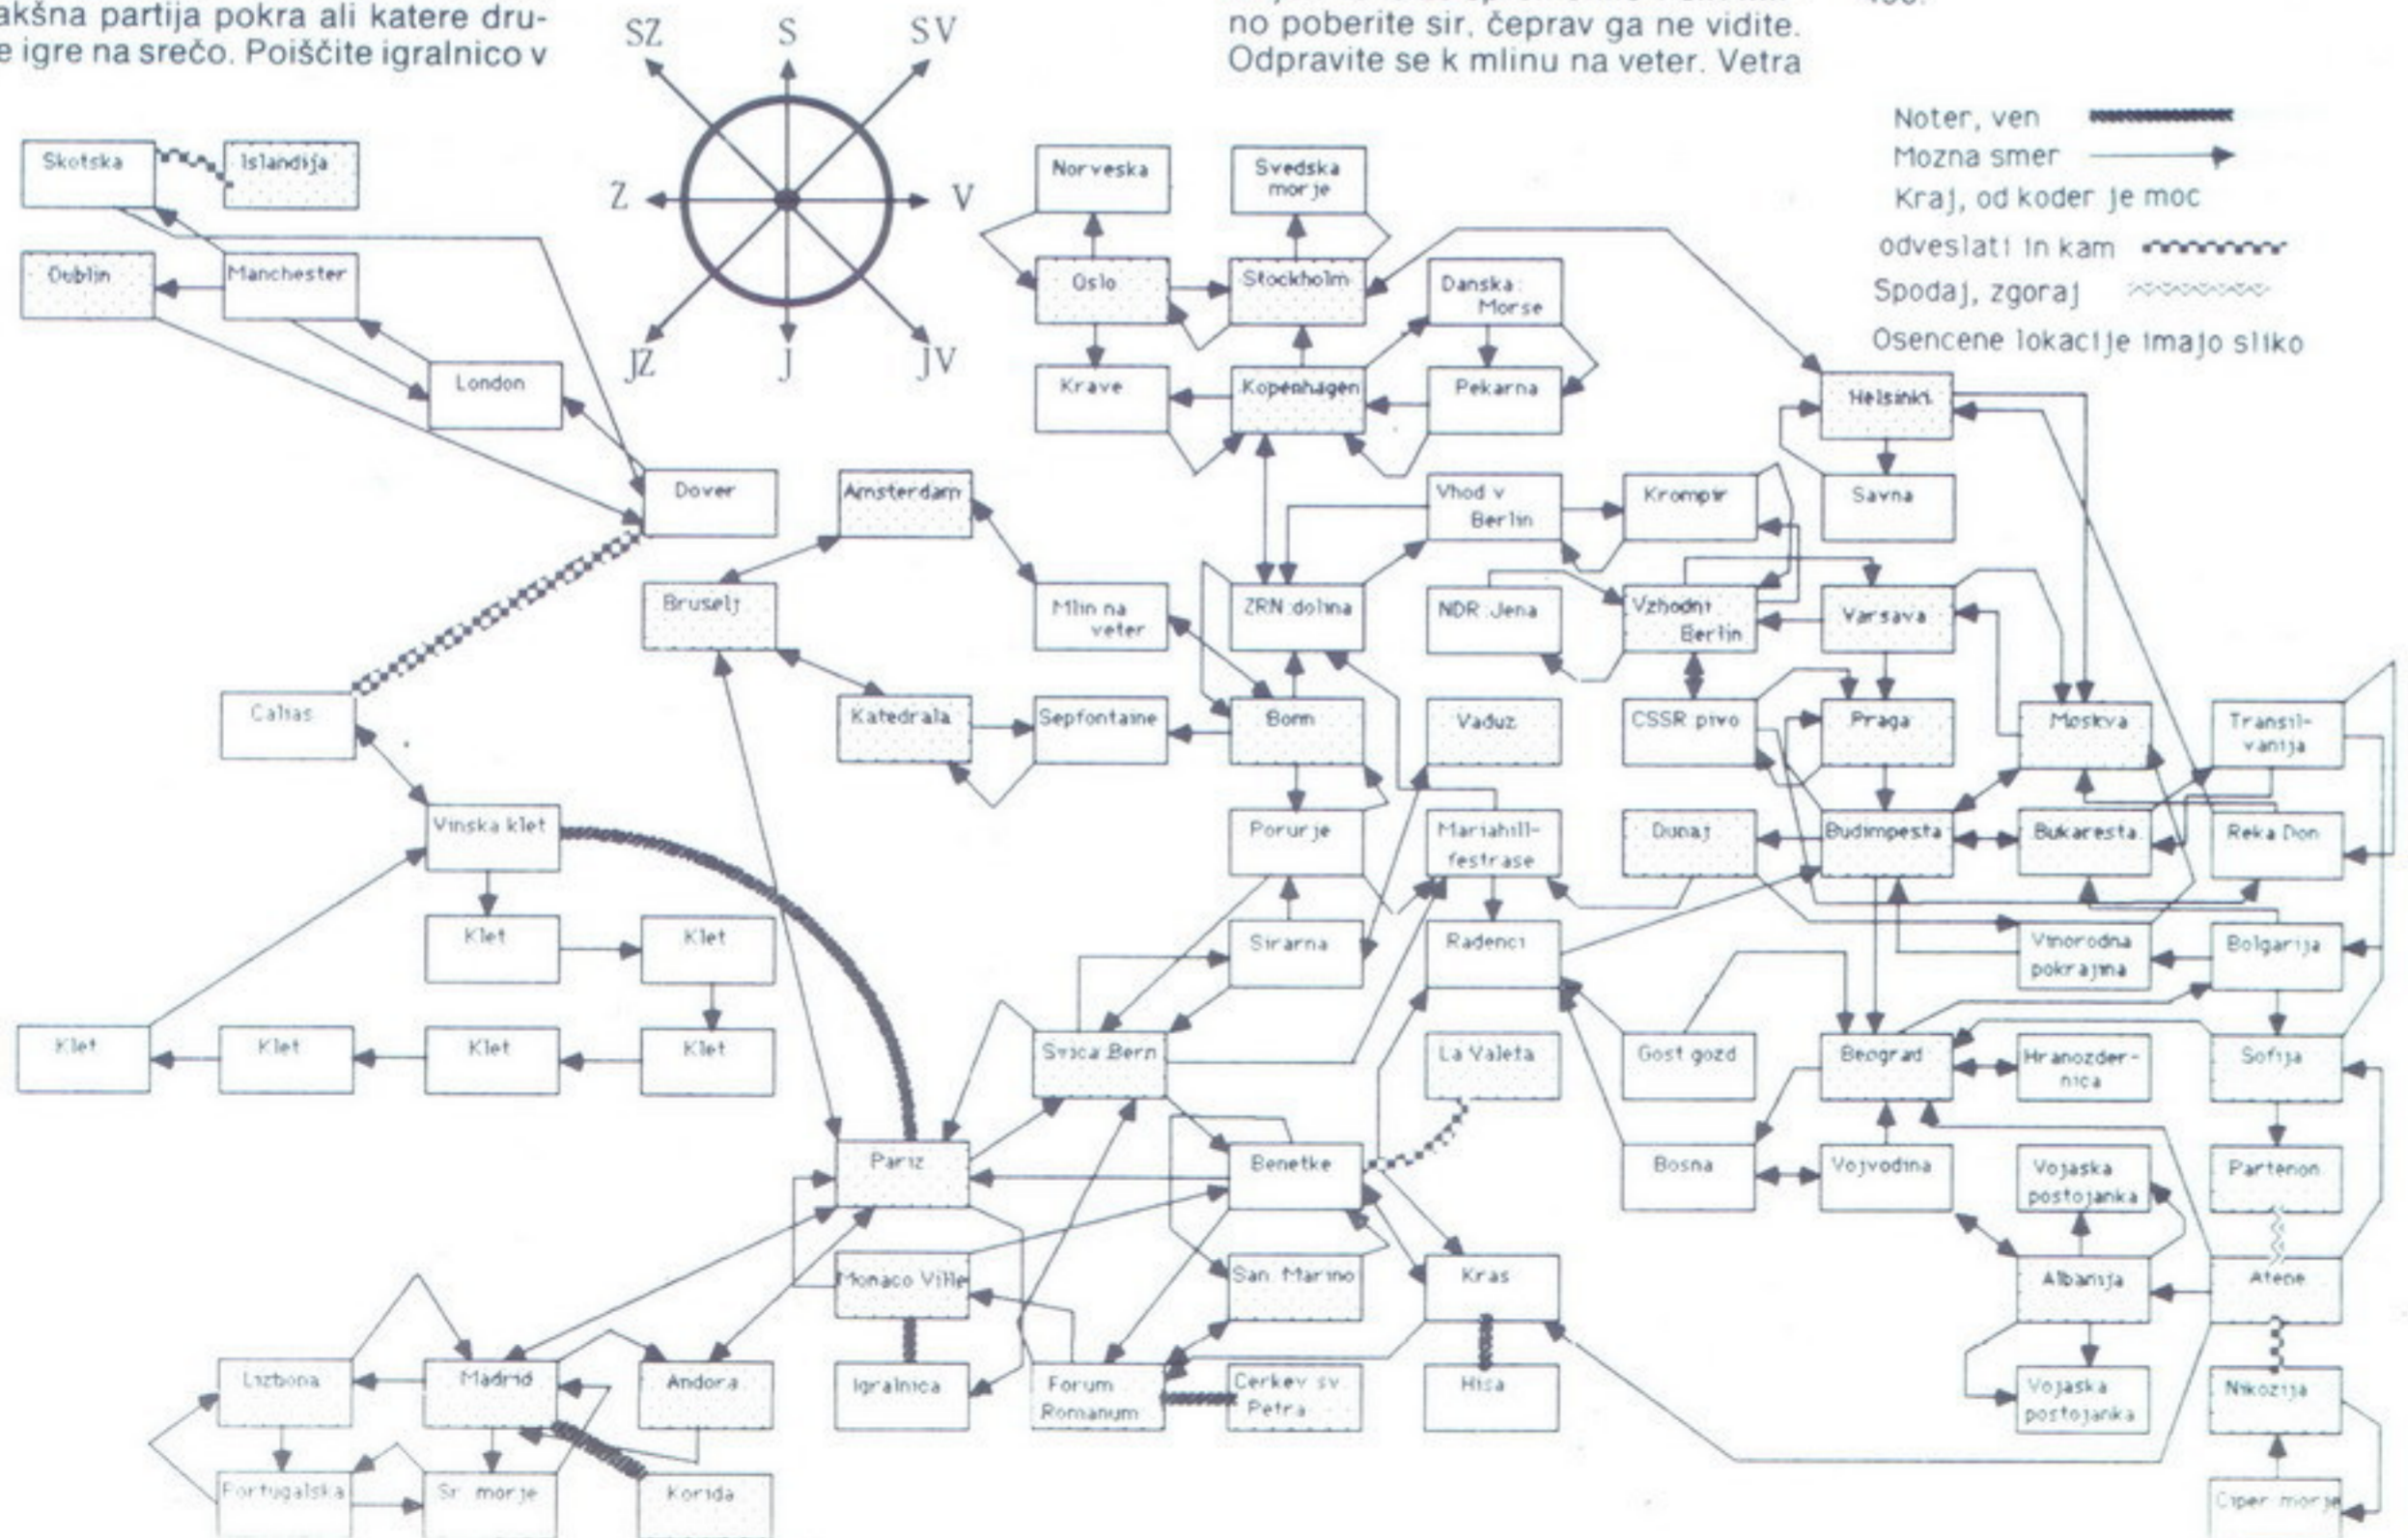 akšna partija pokra ali katere dru-
e igre na srečo. Poiščite igralnico v
no poberite sir, čeprav ga ne vidite.
Odpravite se k mlinu na veter. Vetra
SZ
S
SV
Z
V
JZ
J
JV
Noter, ven
Mozna smer
Kraj, od koder je moc
odveslati in kam
Spodaj, zgoraj
Osencene lokacije imajo sliko
Skotska
Islandija
Norveska
Svedska
morje
Dublin
Manchester
Oslo
Stockholm
Danska:
Morse
London
Krave
Kopenhagen
Pekarna
Helsinki
Dover
Amsterdam
Vhod v
Berlin
Krompir
Savna
Bruselj
Mlin na
veter
ZRN dolina
NDR Jena
Vzhodni
Berlin
Varsava
Calias
Katedrala
Sepfontaine
Bonn
Vaduz
CSSR pivo
Praga
Moskva
Transil-
vanija
Vinska klet
Porurje
Mariahill-
festrase
Dunaj
Budimpesta
Bukaresta
Reka Don
Klet
Klet
Sirarna
Radenci
Vinorodna
pokrajina
Bolgarija
Klet
Klet
Klet
Klet
Svica Bern
La Valeta
Gost gozd
Beograd
Hranozder-
nica
Sofija
Pariz
Benetke
Bosna
Vojvodina
Vojaska
postojanka
Partenon
Monaco Ville
San Marino
Kras
Albanija
Atene
Lizbona
Madrid
Andora
Igralnica
Forum
Romanum
Cerkev sv.
Petra
Hisa
Vojaska
postojanka
Nikozija
Portugalska
Sr. morje
Korida
Ciper morje